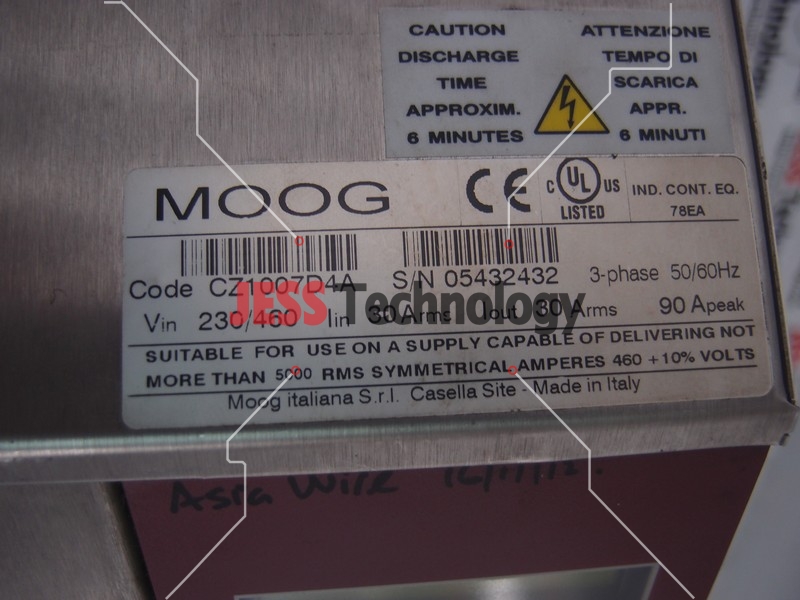 CAUTION ATTENZIONE
DISCHARGE TEMPO DI
TIME SCARICA
APPROXIM. APPR.
6 MINUTES 6 MINUTI
MOOG CE C UL US LISTED IND. CONT. EQ.
78EA
Code CZ1007D4A S/N 05432432 3-phase 50/60Hz
JESS Technology
Vin 230/460 Iin 30 Arms Iout 30 Arms 90 Apeak
SUITABLE FOR USE ON A SUPPLY CAPABLE OF DELIVERING NOT
MORE THAN 5000 RMS SYMMETRICAL AMPERES 460 +10% VOLTS
Moog italiana S.r.l. Casella Site - Made in Italy
Asia Wire